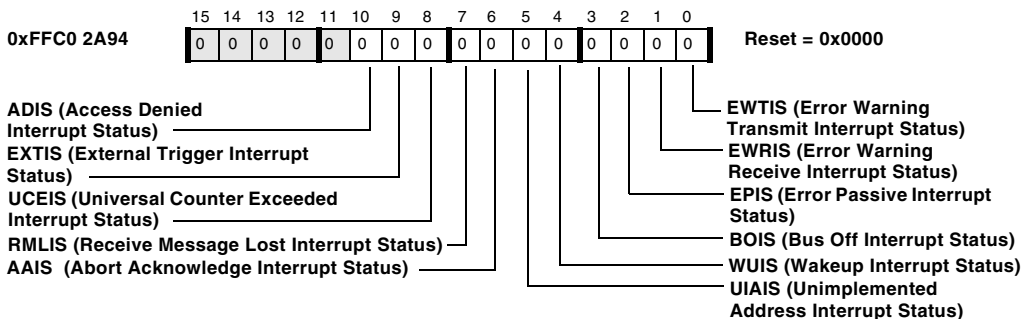 15 14 13 12 11 10 9 8 7 6 5 4 3 2 1 0
0xFFC0 2A94
0 0 0 0 0 0 0 0 0 0 0 0 0 0 0 0
Reset = 0x0000
ADIS (Access Denied
Interrupt Status)
EXTIS (External Trigger Interrupt
Status)
UCEIS (Universal Counter Exceeded
Interrupt Status)
RMLIS (Receive Message Lost Interrupt Status)
AAIS (Abort Acknowledge Interrupt Status)
EWTIS (Error Warning
Transmit Interrupt Status)
EWRIS (Error Warning
Receive Interrupt Status)
EPIS (Error Passive Interrupt
Status)
BOIS (Bus Off Interrupt Status)
WUIS (Wakeup Interrupt Status)
UIAIS (Unimplemented
Address Interrupt Status)